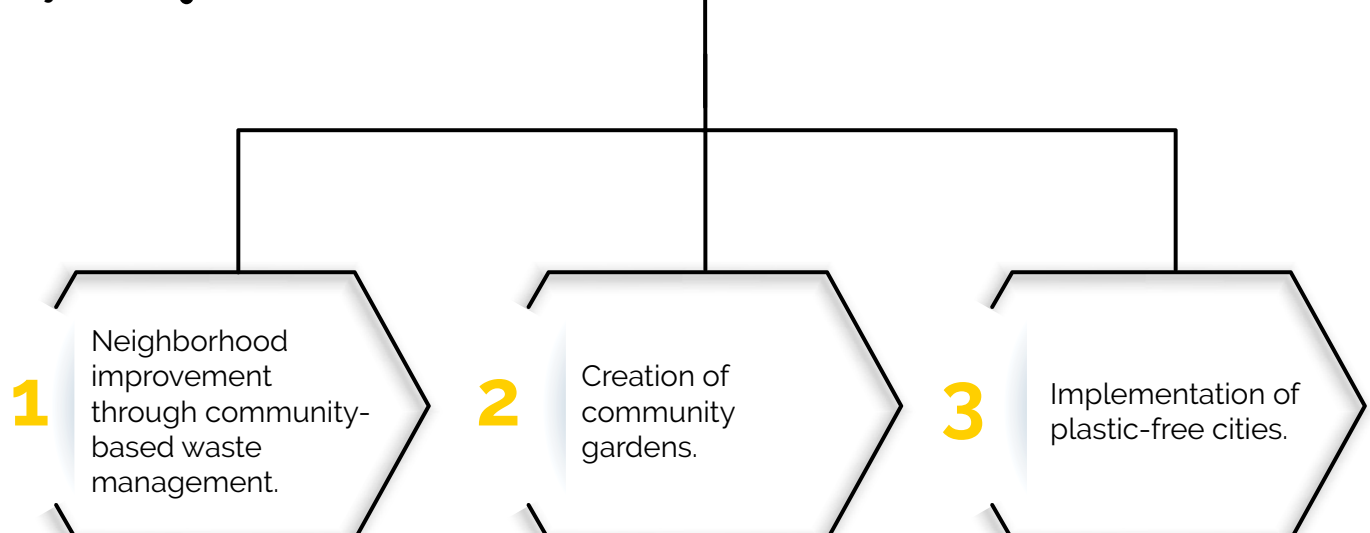 1
Neighborhood
improvement
through community-
based waste
management.
2
Creation of
community
gardens.
3
Implementation of
plastic-free cities.